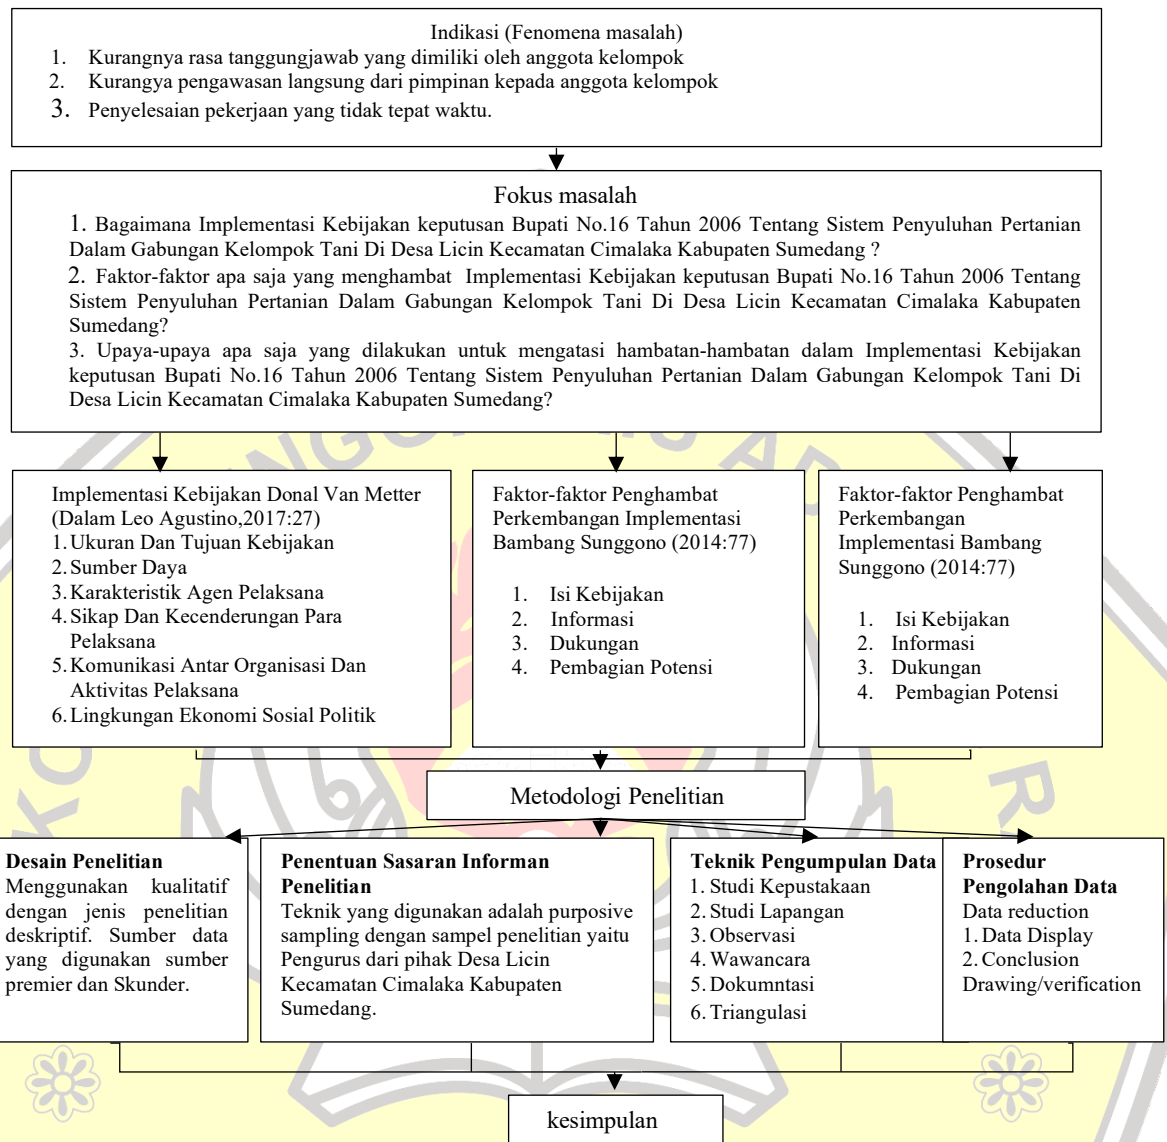 Indikasi (Fenomena masalah)
1. Kurangnya rasa tanggungjawab yang dimiliki oleh anggota kelompok
2. Kurangya pengawasan langsung dari pimpinan kepada anggota kelompok
3. Penyelesaian pekerjaan yang tidak tepat waktu.
Fokus masalah
1. Bagaimana Implementasi Kebijakan keputusan Bupati No.16 Tahun 2006 Tentang Sistem Penyuluhan Pertanian
Dalam Gabungan Kelompok Tani Di Desa Licin Kecamatan Cimalaka Kabupaten Sumedang ?
2. Faktor-faktor apa saja yang menghambat Implementasi Kebijakan keputusan Bupati No.16 Tahun 2006 Tentang
Sistem Penyuluhan Pertanian Dalam Gabungan Kelompok Tani Di Desa Licin Kecamatan Cimalaka Kabupaten
Sumedang?
3. Upaya-upaya apa saja yang dilakukan untuk mengatasi hambatan-hambatan dalam Implementasi Kebijakan
keputusan Bupati No.16 Tahun 2006 Tentang Sistem Penyuluhan Pertanian Dalam Gabungan Kelompok Tani Di
Desa Licin Kecamatan Cimalaka Kabupaten Sumedang?
Implementasi Kebijakan Donal Van Metter
(Dalam Leo Agustino,2017:27)
1. Ukuran Dan Tujuan Kebijakan
2. Sumber Daya
3. Karakteristik Agen Pelaksana
4. Sikap Dan Kecenderungan Para
Pelaksana
5. Komunikasi Antar Organisasi Dan
Aktivitas Pelaksana
6. Lingkungan Ekonomi Sosial Politik
Faktor-faktor Penghambat
Perkembangan Implementasi
Bambang Sunggono (2014:77)
1. Isi Kebijakan
2. Informasi
3. Dukungan
4. Pembagian Potensi
Faktor-faktor Penghambat
Perkembangan
Implementasi Bambang
Sunggono (2014:77)
1. Isi Kebijakan
2. Informasi
3. Dukungan
4. Pembagian Potensi
Metodologi Penelitian
Desain Penelitian
Menggunakan kualitatif
dengan jenis penelitian
deskriptif. Sumber data
yang digunakan sumber
premier dan Skunder.
Penentuan Sasaran Informan
Penelitian
Teknik yang digunakan adalah purposive
sampling dengan sampel penelitian yaitu
Pengurus dari pihak Desa Licin
Kecamatan Cimalaka Kabupaten
Sumedang.
Teknik Pengumpulan Data
1. Studi Kepustakaan
2. Studi Lapangan
3. Observasi
4. Wawancara
5. Dokumntasi
6. Triangulasi
Prosedur
Pengolahan Data
Data reduction
1. Data Display
2. Conclusion
Drawing/verification
kesimpulan